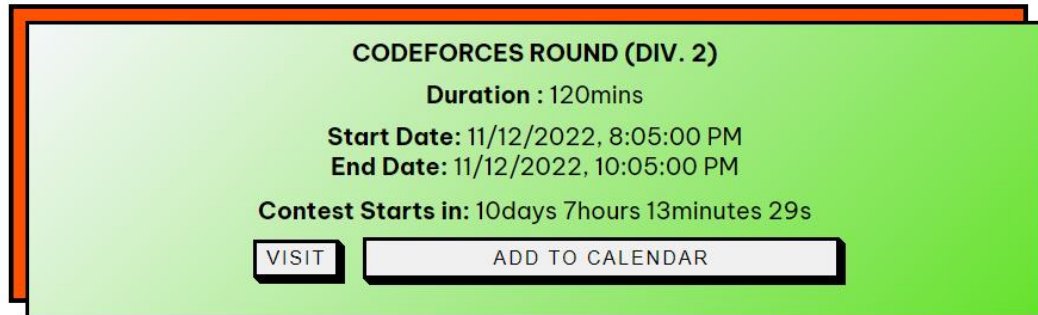 CODEFORCES ROUND (DIV. 2)
Duration : 120mins
Start Date: 11/12/2022, 8:05:00 PM
End Date: 11/12/2022, 10:05:00 PM
Contest Starts in: 10days 7hours 13minutes 29s
VISIT ADD TO CALENDAR